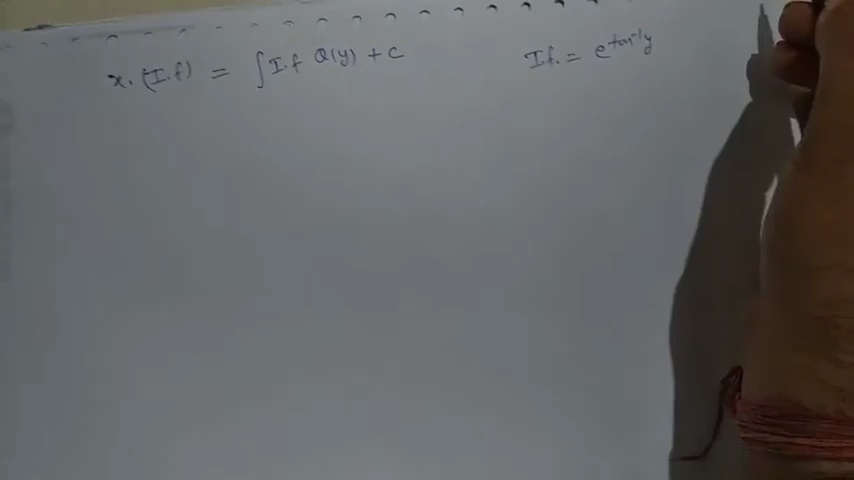 x. (I.f) = ∫I.f Q(y) + c
I.f. = e^tan⁻¹y